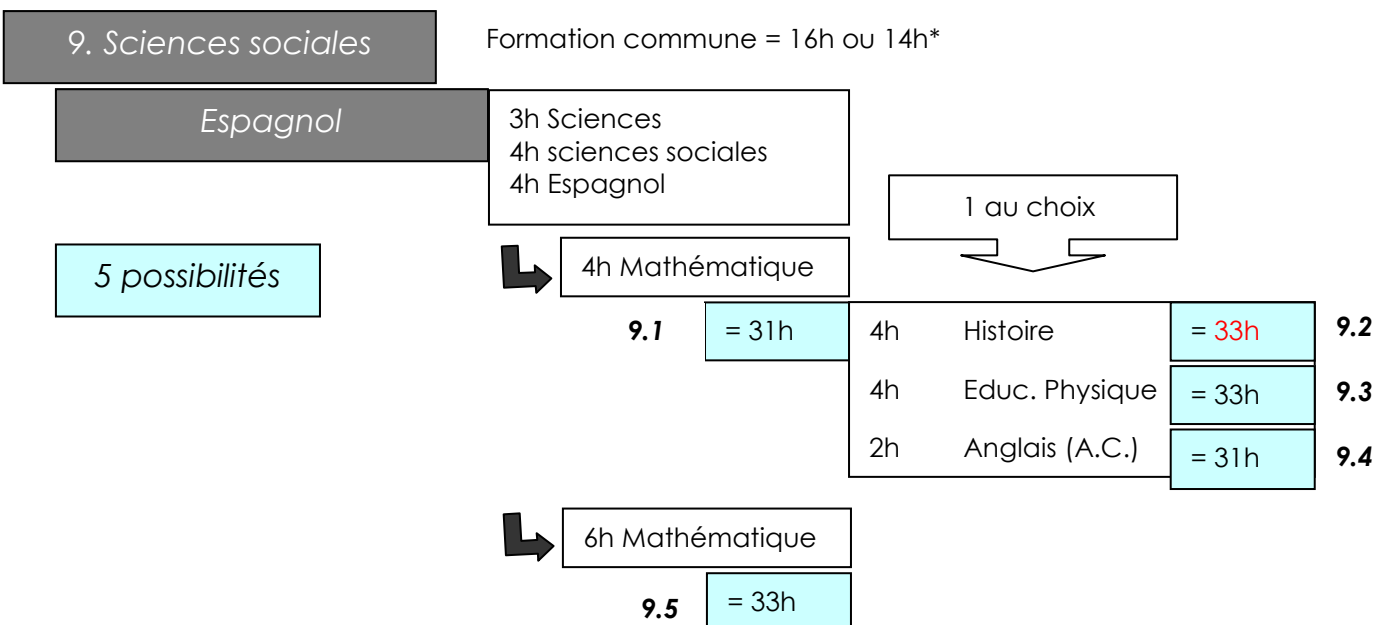 9. Sciences sociales
Formation commune = 16h ou 14h*
Espagnol
3h Sciences
4h sciences sociales
4h Espagnol
1 au choix
5 possibilités
4h Mathématique
9.1 = 31h
4h Histoire = 33h 9.2
4h Educ. Physique = 33h 9.3
2h Anglais (A.C.) = 31h 9.4
6h Mathématique
9.5 = 33h